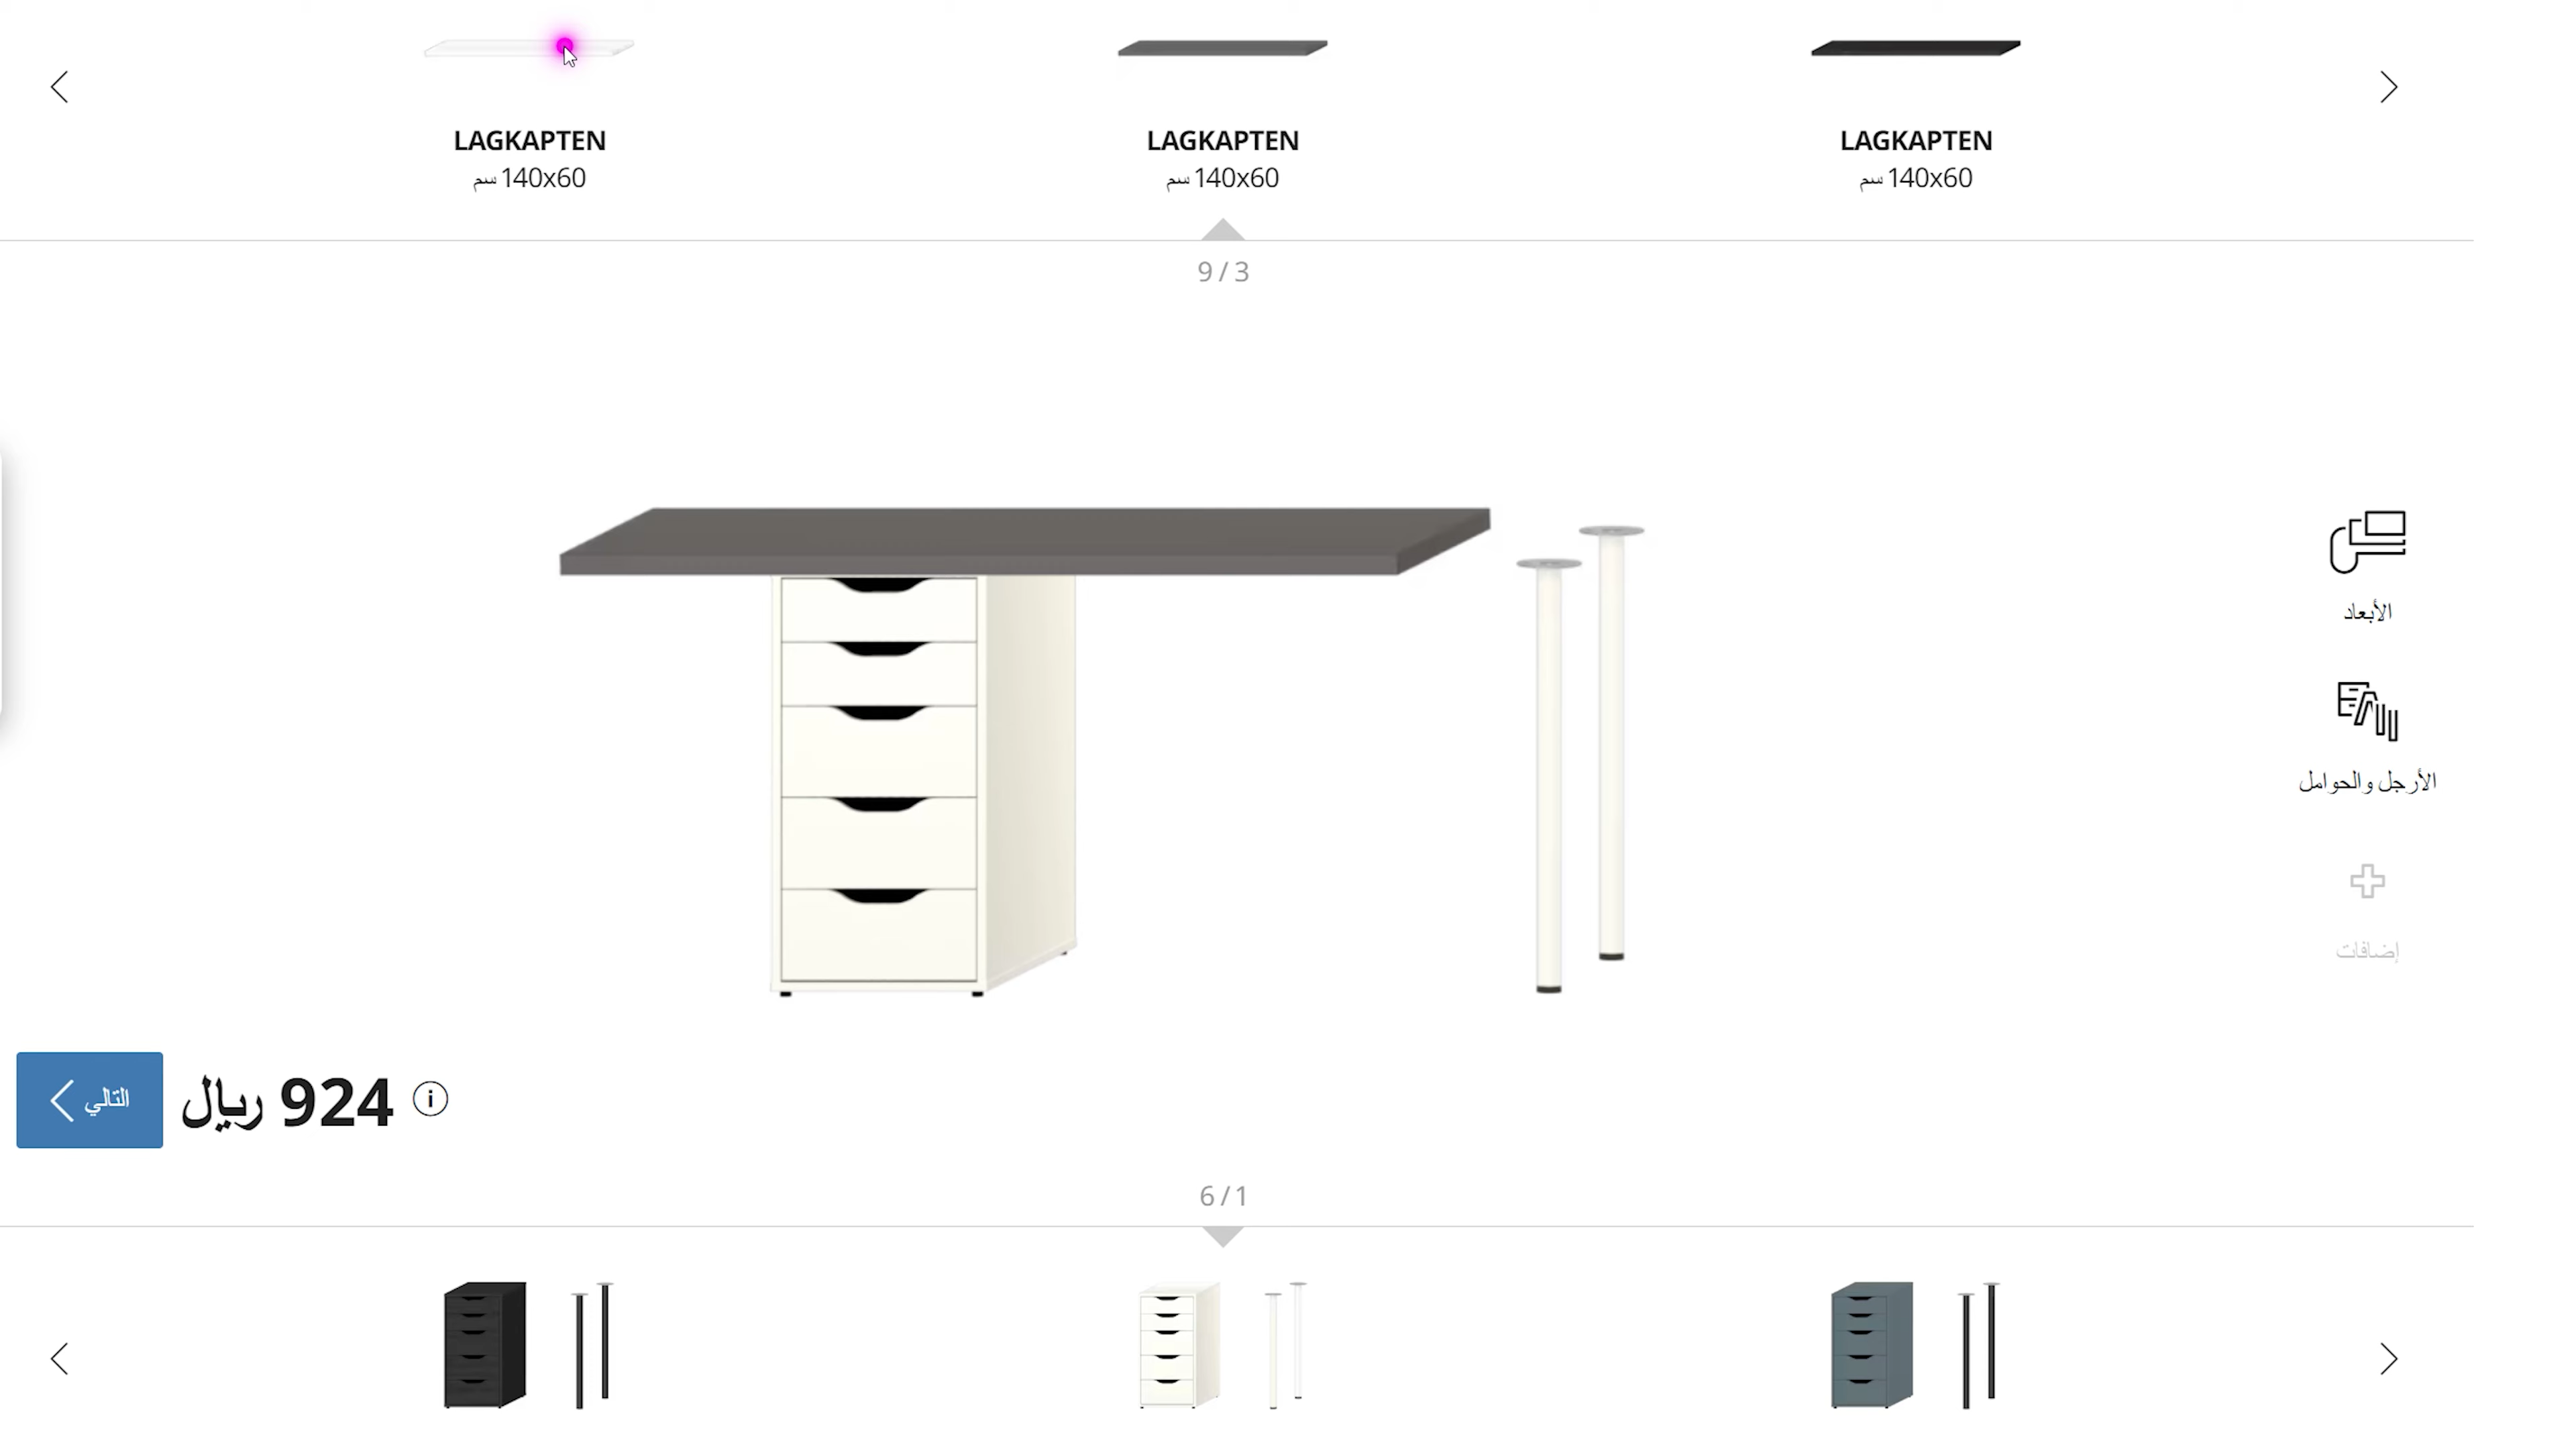 LAGKAPTEN
140x60 سم
LAGKAPTEN
140x60 سم
LAGKAPTEN
140x60 سم
9 / 3
الأبعاد
الأرجل والحوامل
إضافات
التالي
924 ريال
6 / 1